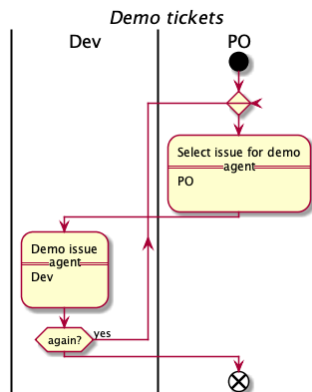 Demo tickets
Dev
PO
Select issue for demo
agent
PO
Demo issue
agent
Dev
again?
yes